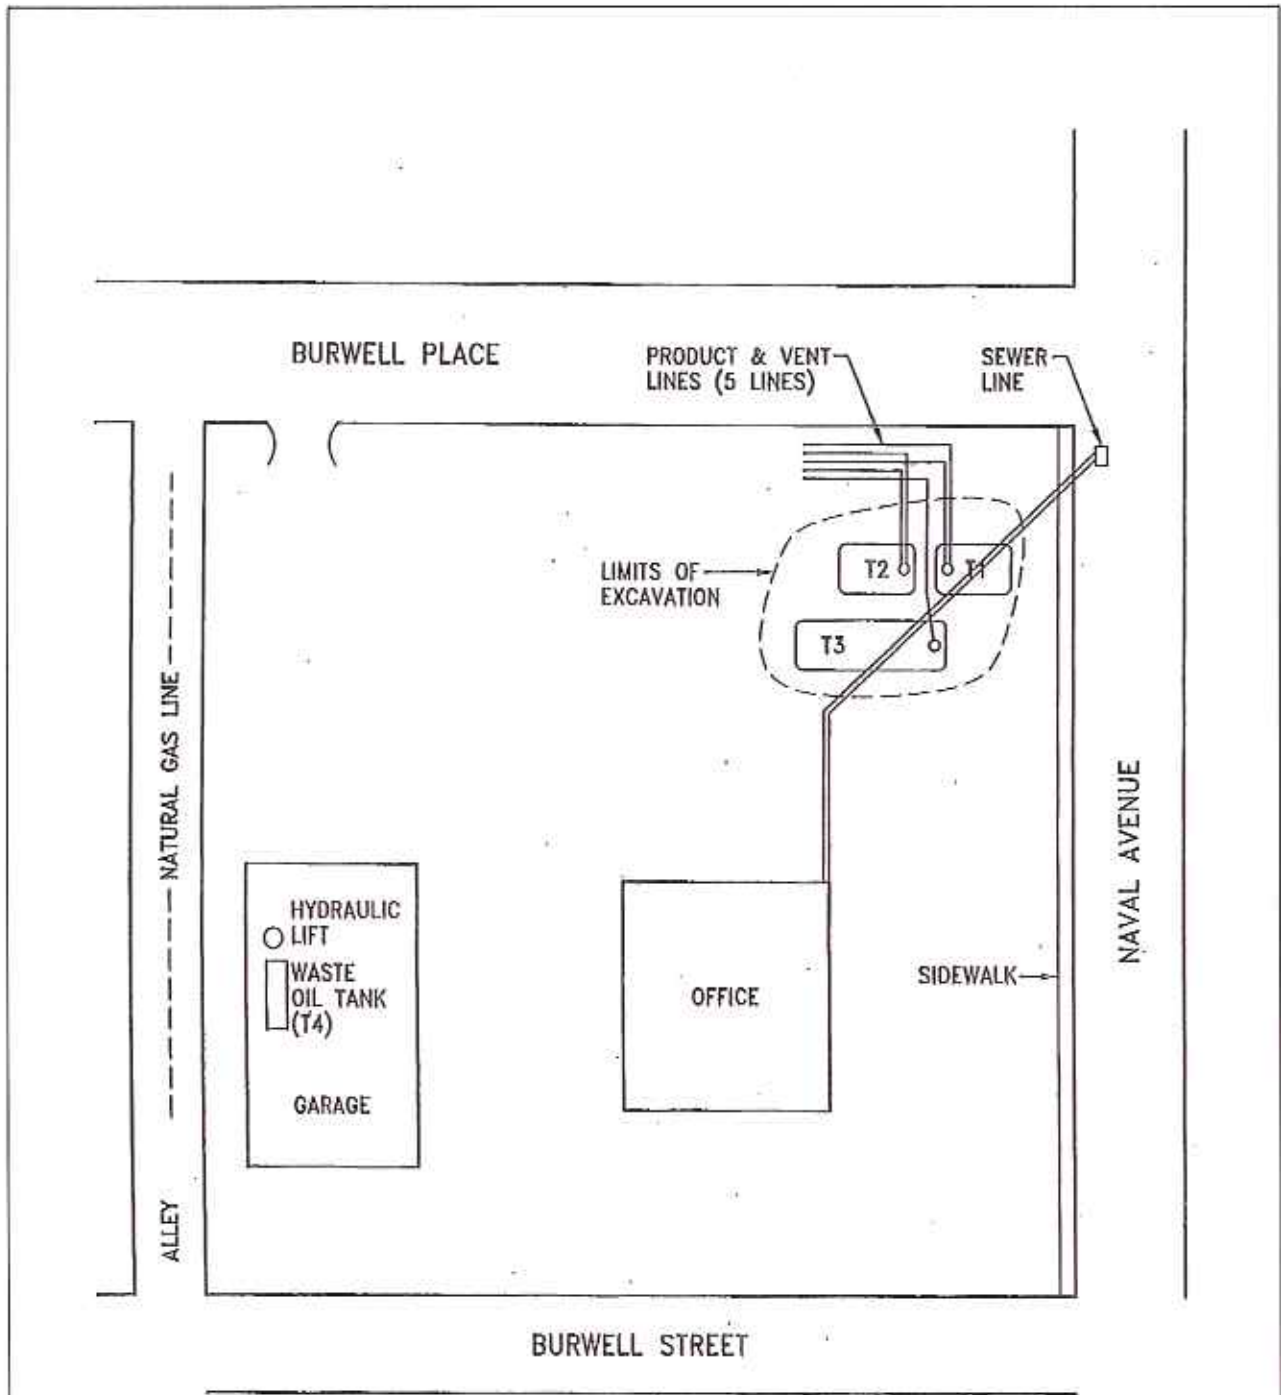 BURWELL PLACE
PRODUCT & VENT
LINES (5 LINES)
SEWER
LINE
LIMITS OF
EXCAVATION
T2
T1
T3
NATURAL GAS LINE
HYDRAULIC
LIFT
WASTE
OIL TANK
(T4)
GARAGE
OFFICE
SIDEWALK
NAVAL AVENUE
ALLEY
BURWELL STREET